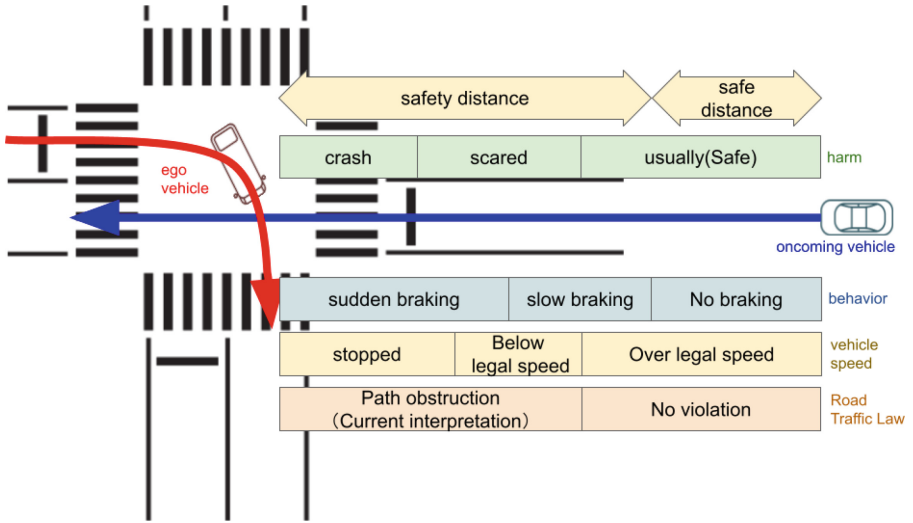 safety distance
safe
distance
crash
scared
usually(Safe)
harm
ego
vehicle
oncoming vehicle
sudden braking
slow braking
No braking
behavior
stopped
Below
legal speed
Over legal speed
vehicle
speed
Path obstruction
（Current interpretation）
No violation
Road
Traffic Law